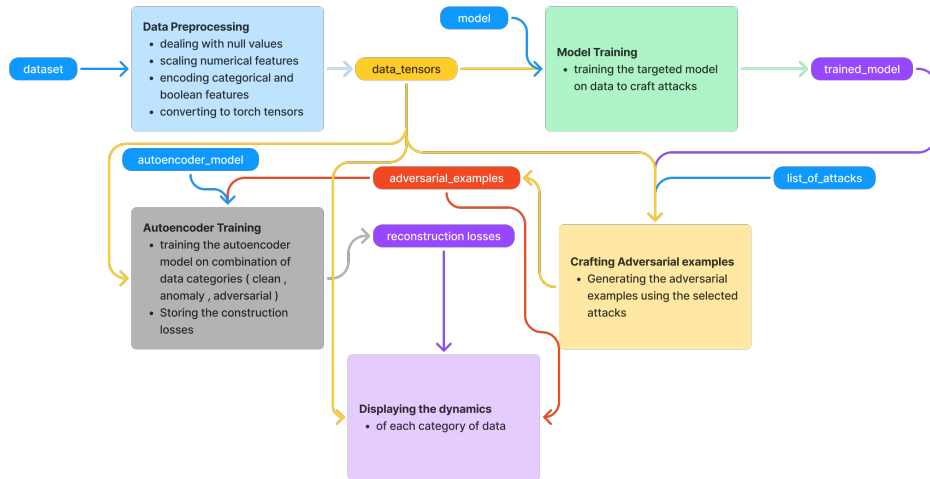 dataset
Data Preprocessing
• dealing with null values
• scaling numerical features
• encoding categorical and
boolean features
• converting to torch tensors
data_tensors
model
Model Training
• training the targeted model
on data to craft attacks
trained_model
autoencoder_model
adversarial_examples
list_of_attacks
Autoencoder Training
• training the autoencoder
model on combination of
data categories ( clean ,
anomaly , adversarial )
• Storing the construction
losses
reconstruction losses
Crafting Adversarial examples
• Generating the adversarial
examples using the selected
attacks
Displaying the dynamics
• of each category of data